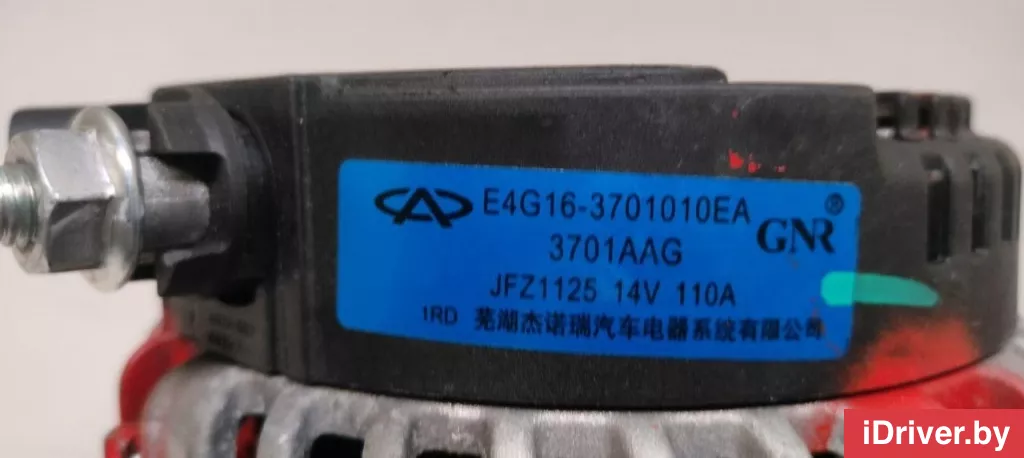 E4G16-3701010EA
3701AAG
GNR®
JFZ1125 14V 110A
1RD 芜湖杰诺瑞汽车电器系统有限公司
iDriver.by